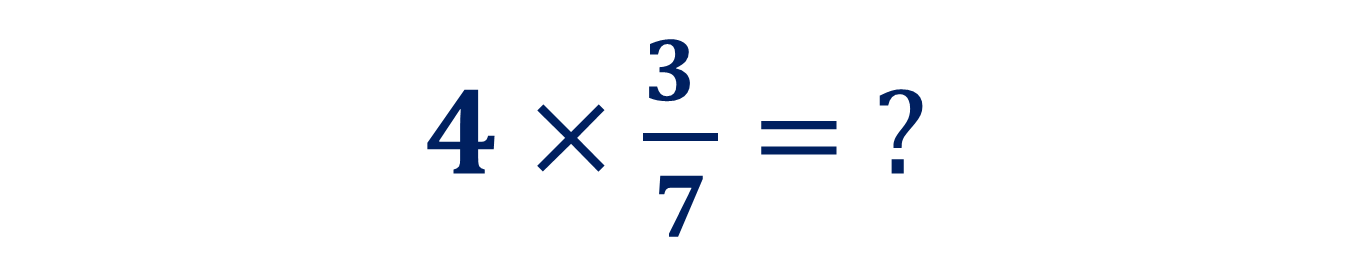 4 × 3/7 = ?